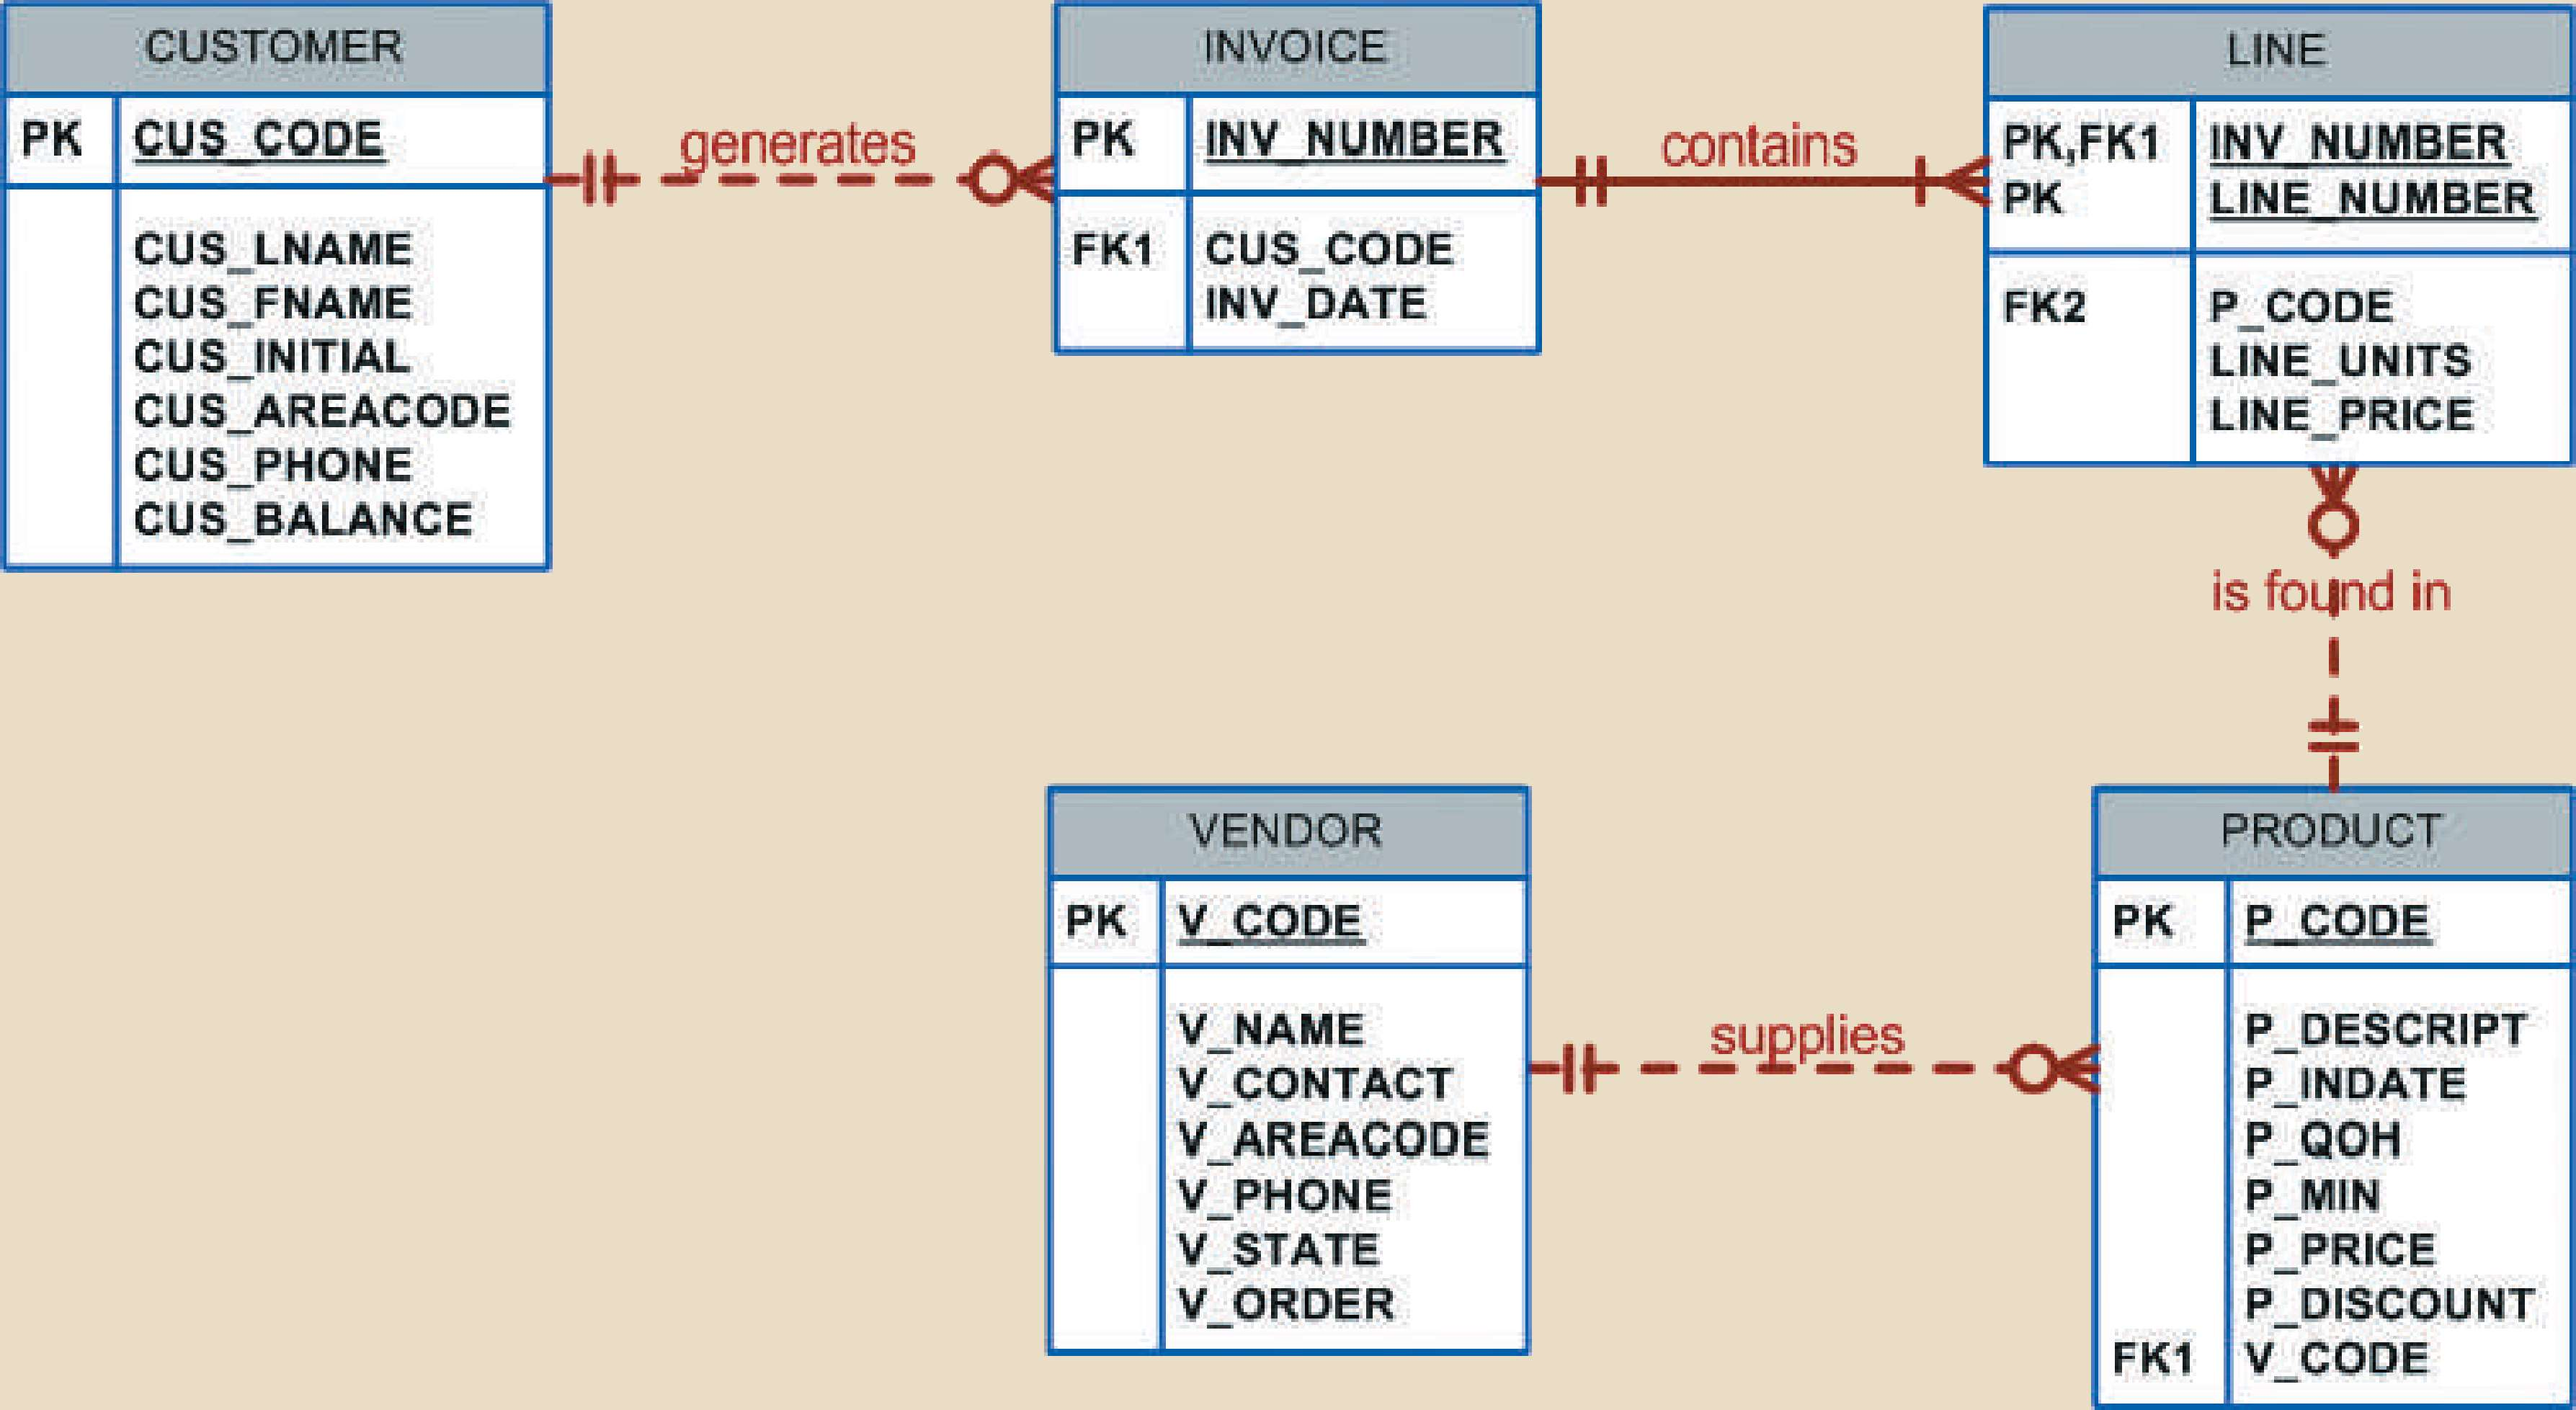 CUSTOMER
PK CUS_CODE
CUS_LNAME
CUS_FNAME
CUS_INITIAL
CUS_AREACODE
CUS_PHONE
CUS_BALANCE
generates
INVOICE
PK INV_NUMBER
FK1 CUS_CODE
INV_DATE
contains
LINE
PK,FK1 INV_NUMBER
PK LINE_NUMBER
FK2 P_CODE
LINE_UNITS
LINE_PRICE
is found in
VENDOR
PK V_CODE
V_NAME
V_CONTACT
V_AREACODE
V_PHONE
V_STATE
V_ORDER
supplies
PRODUCT
PK P_CODE
P_DESCRIPT
P_INDATE
P_QOH
P_MIN
P_PRICE
P_DISCOUNT
FK1 V_CODE